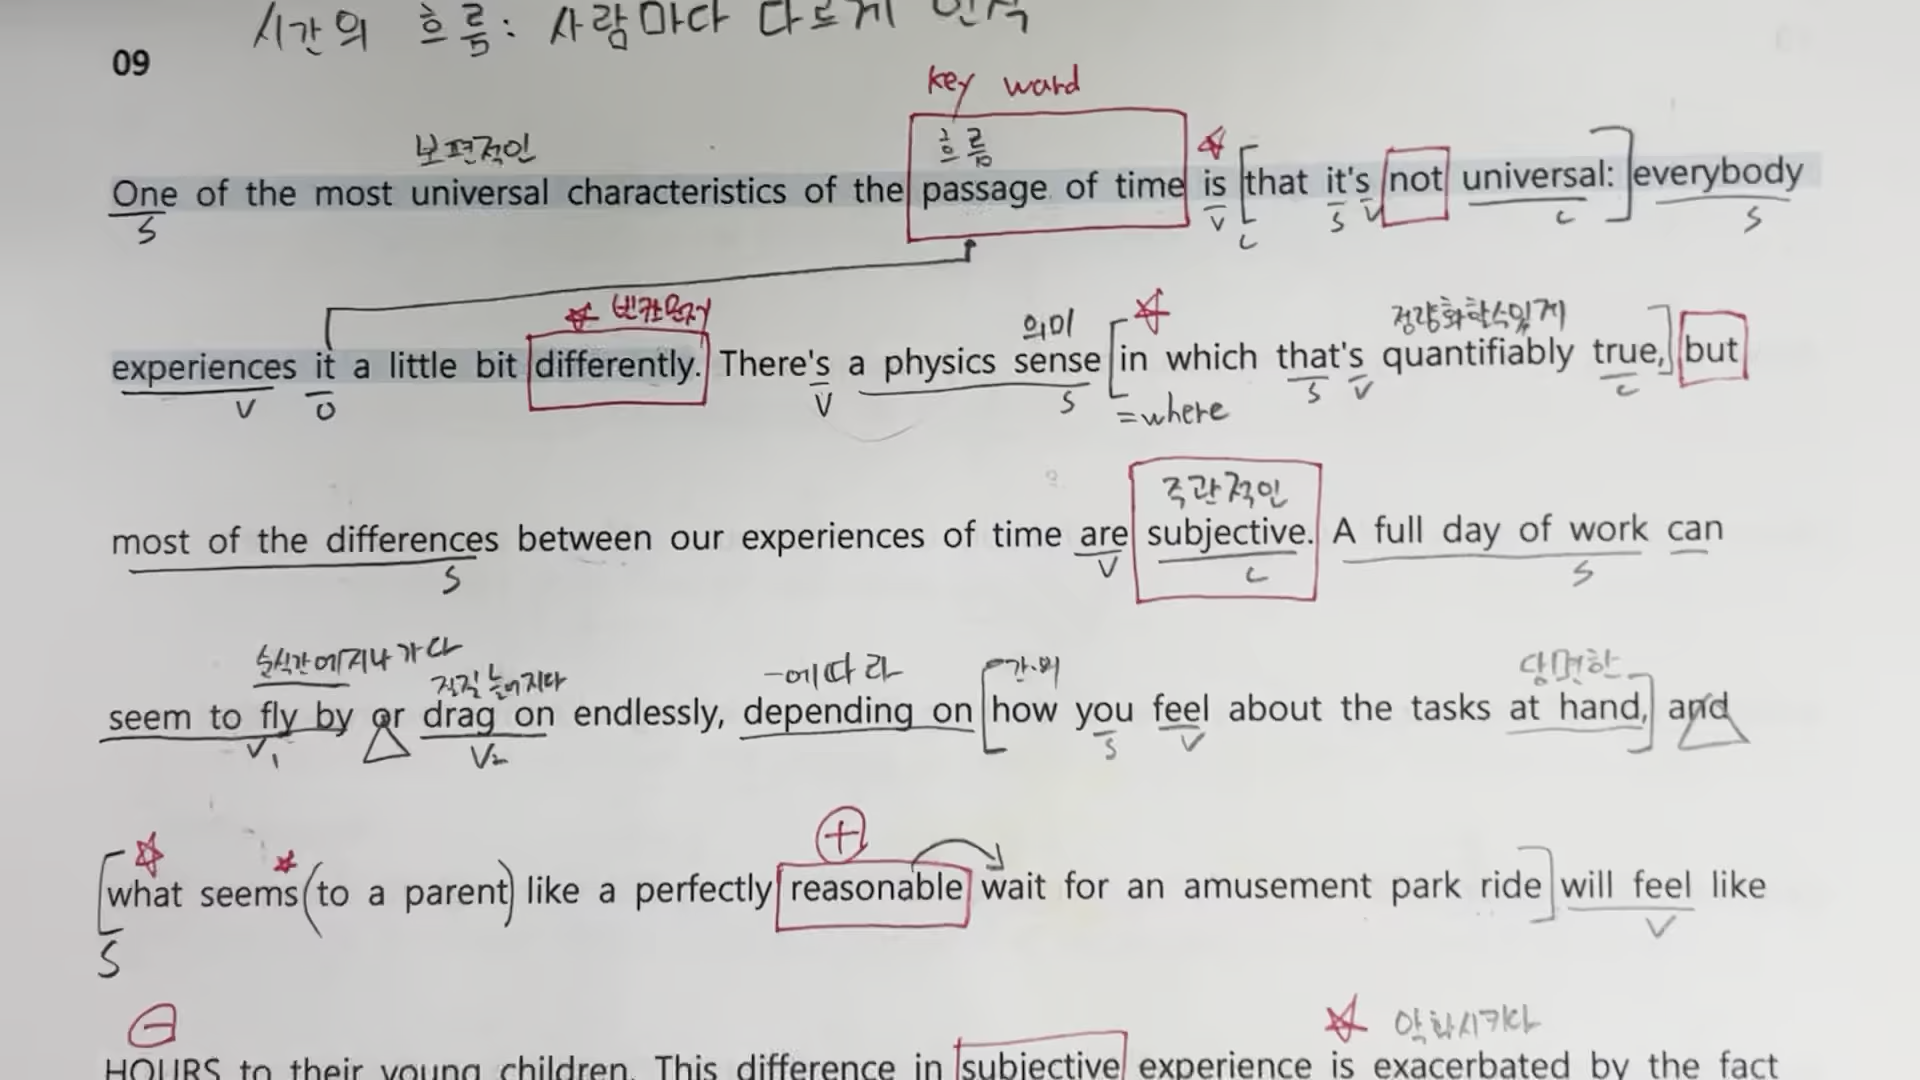 시간의 흐름: 사람마다 다르게 인식
09
key ward
보편적인 흐름
One of the most universal characteristics of the passage of time is that it's not universal: everybody
S V C S V C S
빈칸문제 의미 정량화할수있게
experiences it a little bit differently. There's a physics sense in which that's quantifiably true, but
V O V S =where S V C
주관적인
most of the differences between our experiences of time are subjective. A full day of work can
S V C S
순식간에지나가다 질질 늘어지다 -에따라 간·의 당면한
seem to fly by or drag on endlessly, depending on how you feel about the tasks at hand, and
V1 V2 S V
+
what seems (to a parent) like a perfectly reasonable wait for an amusement park ride will feel like
S V
악화시키다
HOURS to their young children. This difference in subjective experience is exacerbated by the fact